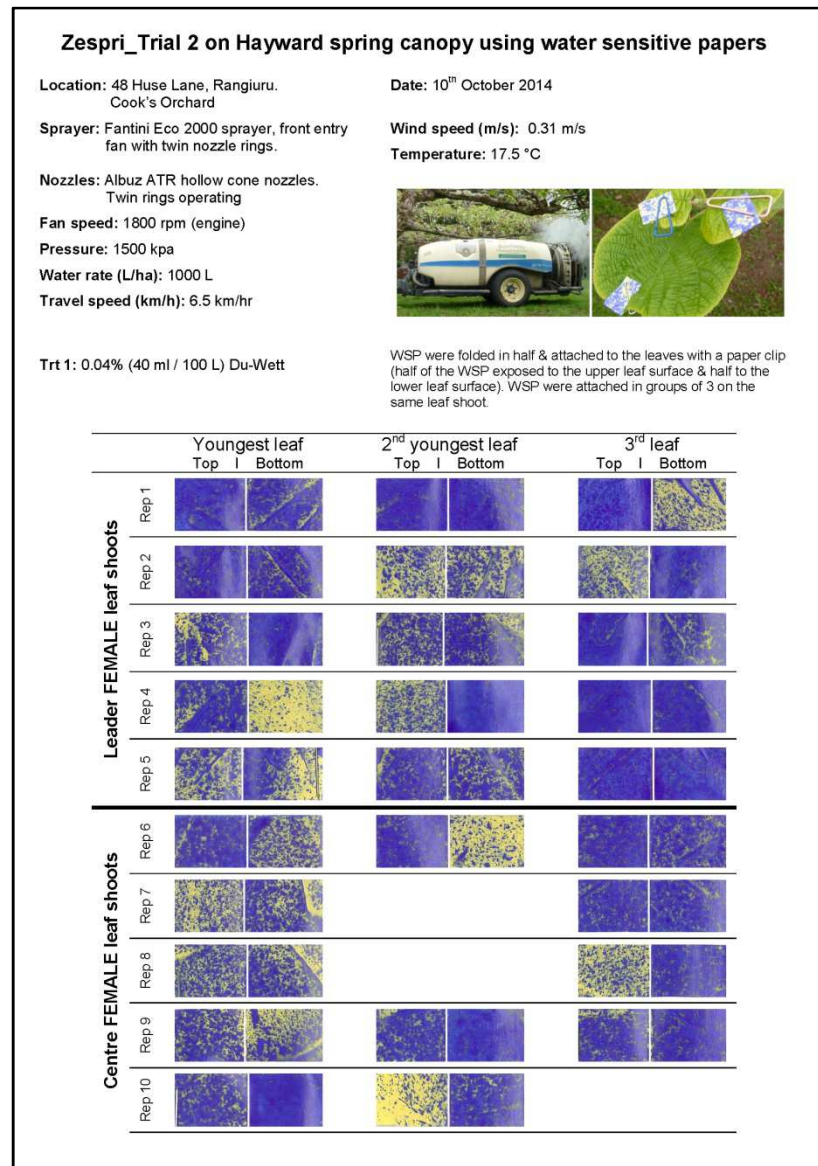 Zespri_Trial 2 on Hayward spring canopy using water sensitive papers
Location: 48 Huse Lane, Rangiuru.
Cook's Orchard
Sprayer: Fantini Eco 2000 sprayer, front entry
fan with twin nozzle rings.
Nozzles: Albuz ATR hollow cone nozzles.
Twin rings operating
Fan speed: 1800 rpm (engine)
Pressure: 1500 kpa
Water rate (L/ha): 1000 L
Travel speed (km/h): 6.5 km/hr
Trt 1: 0.04% (40 ml / 100 L) Du-Wett
Date: 10th October 2014
Wind speed (m/s): 0.31 m/s
Temperature: 17.5 °C
WSP were folded in half & attached to the leaves with a paper clip
(half of the WSP exposed to the upper leaf surface & half to the
lower leaf surface). WSP were attached in groups of 3 on the
same leaf shoot.
Youngest leaf 2nd youngest leaf 3rd leaf
Top I Bottom Top I Bottom Top I Bottom
Leader FEMALE leaf shoots
Rep 1
Rep 2
Rep 3
Rep 4
Rep 5
Centre FEMALE leaf shoots
Rep 6
Rep 7
Rep 8
Rep 9
Rep 10